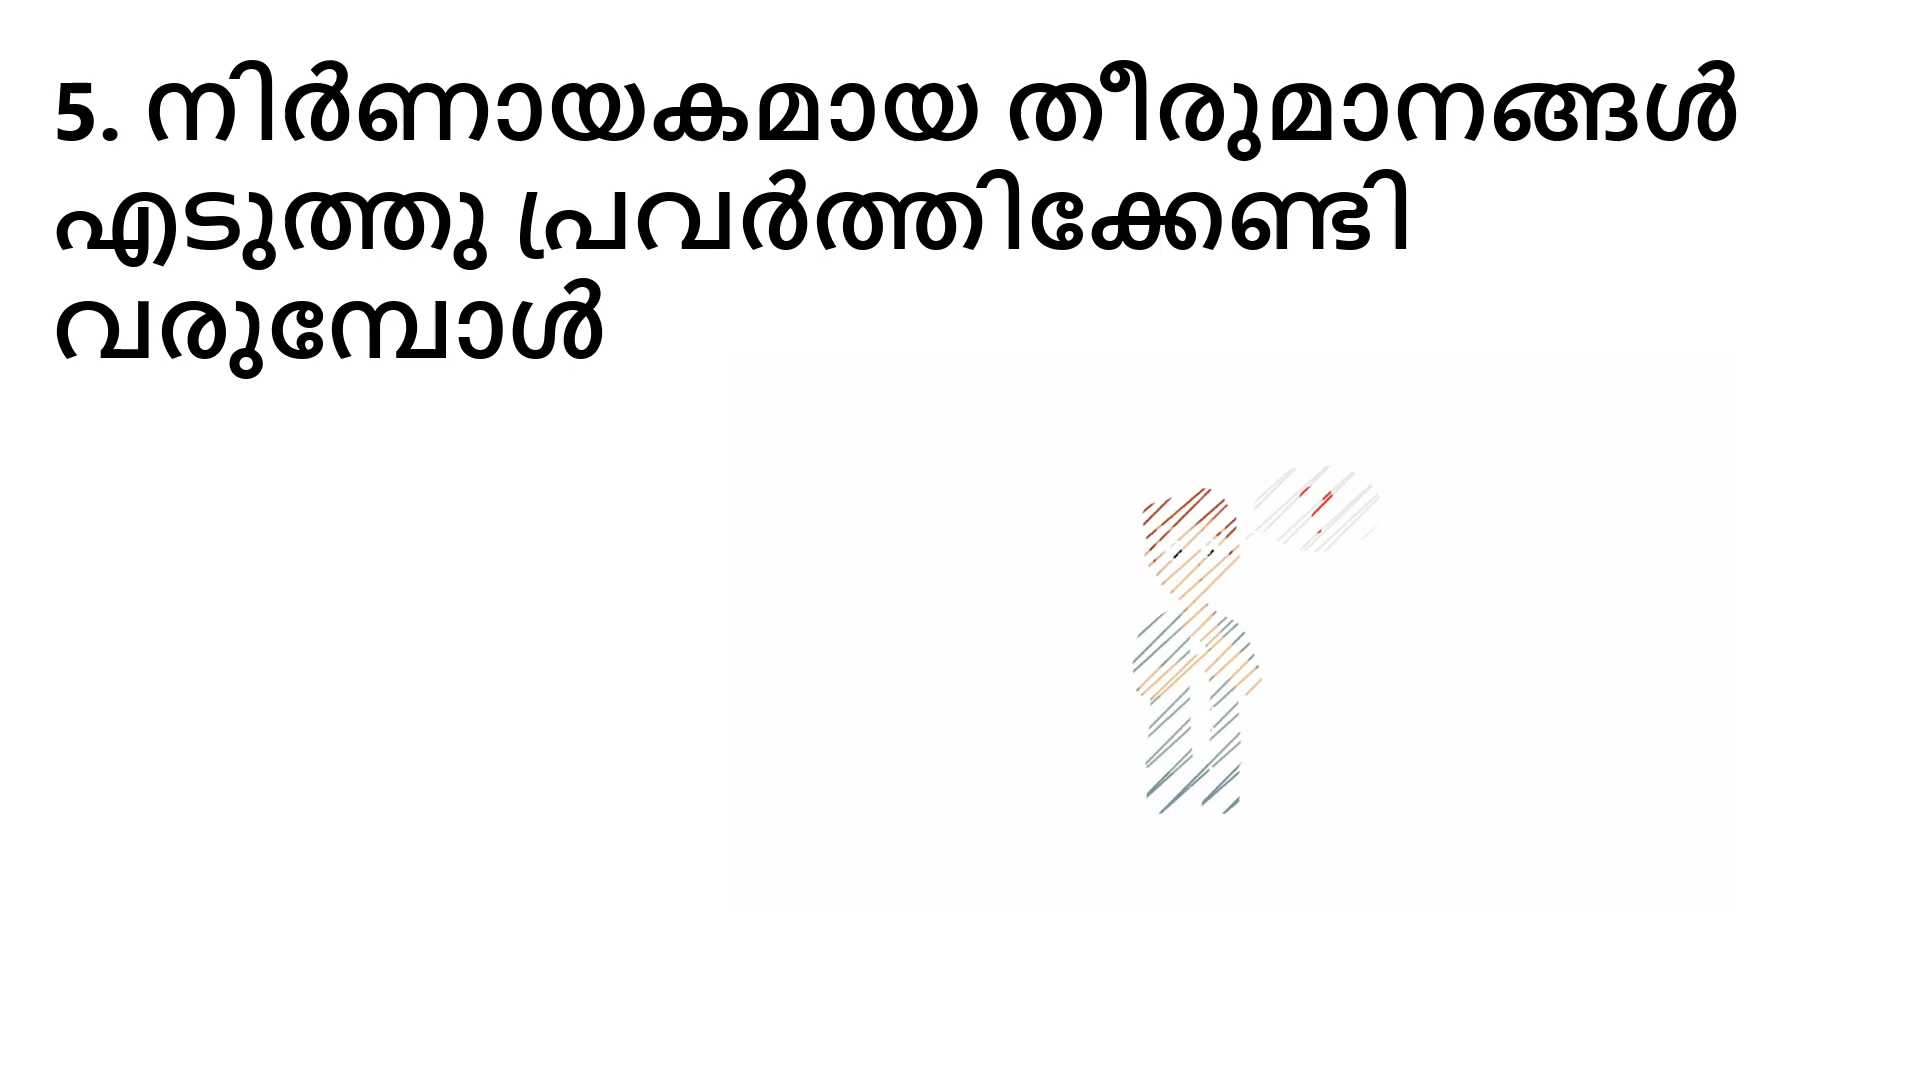 5. നിർണായകമായ തീരുമാനങ്ങൾ
എടുത്തു പ്രവർത്തിക്കേണ്ടി
വരുമ്പോൾ